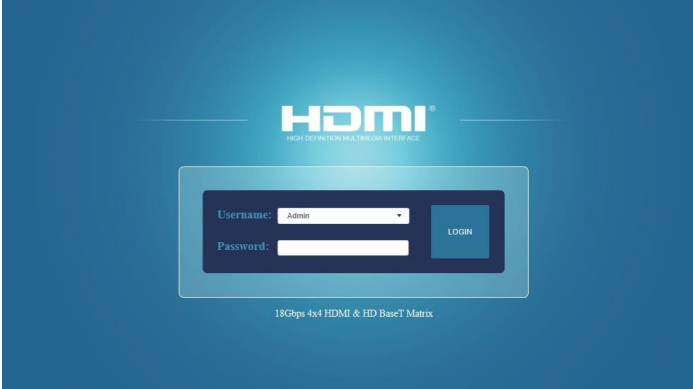 HDMI®
HIGH DEFINITION MULTIMEDIA INTERFACE
Username: Admin
LOGIN
Password:
18Gbps 4x4 HDMI & HD BaseT Matrix